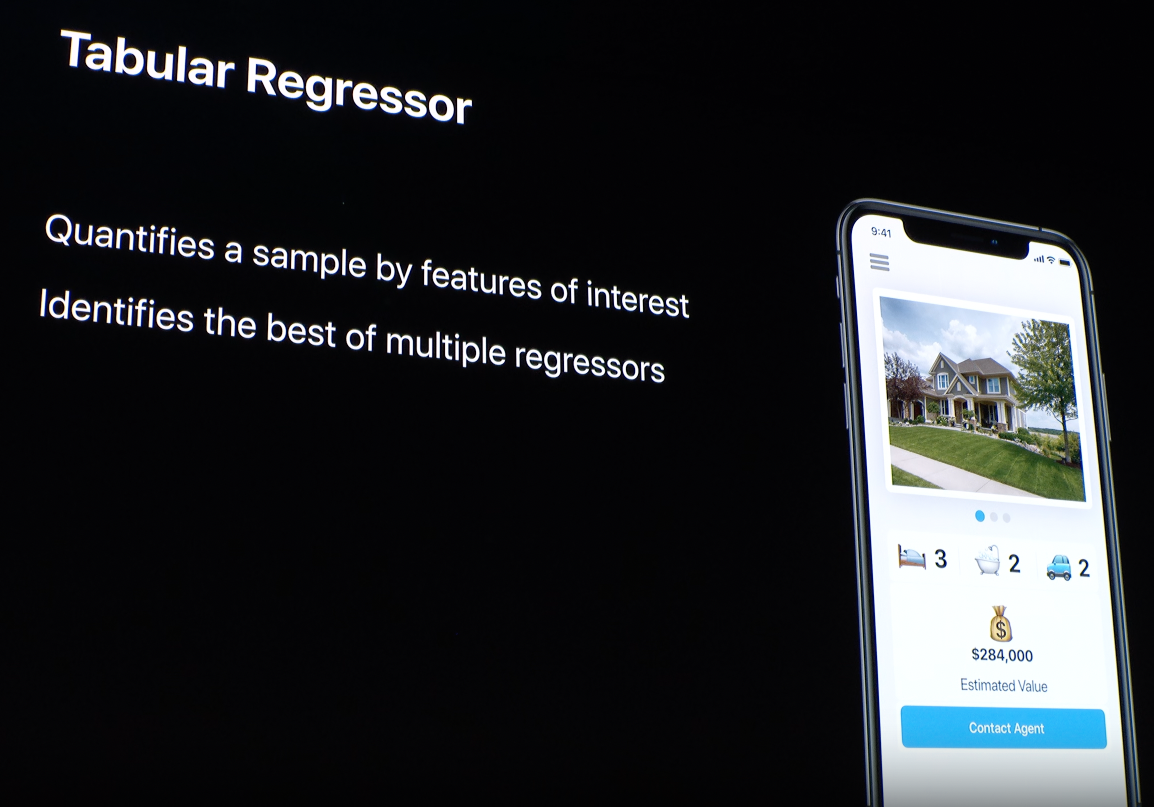 Tabular Regressor
Quantifies a sample by features of interest
Identifies the best of multiple regressors
9:41
3 2 2
$
$284,000
Estimated Value
Contact Agent